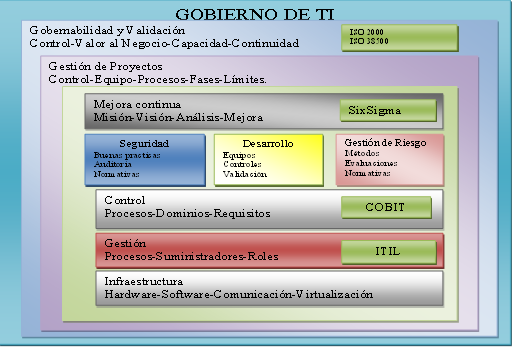 GOBIERNO DE TI
Gobernabilidad y Validación
Control-Valor al Negocio-Capacidad-Continuidad
ISO 2000
ISO 38500
Gestión de Proyectos
Control-Equipo-Procesos-Fases-Límites.
Mejora continua
Misión-Visión-Análisis-Mejora
SixSigma
Seguridad
Buenas practicas
Auditoria
Normativas
Desarrollo
Equipos
Controles
Validación
Gestión de Riesgo
Métodos
Evaluaciones
Normativas
Control
Procesos-Dominios-Requisitos
COBIT
Gestión
Procesos-Suministradores-Roles
ITIL
Infraestructura
Hardware-Software-Comunicación-Virtualización